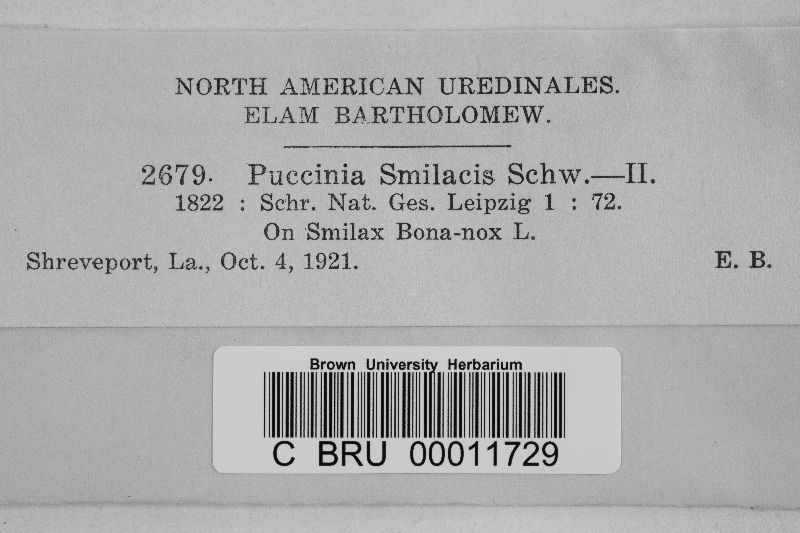 NORTH AMERICAN UREDINALES.
ELAM BARTHOLOMEW.
2679. Puccinia Smilacis Schw.—II.
1822 : Schr. Nat. Ges. Leipzig 1 : 72.
On Smilax Bona-nox L.
Shreveport, La., Oct. 4, 1921. E. B.
Brown University Herbarium
C BRU 00011729